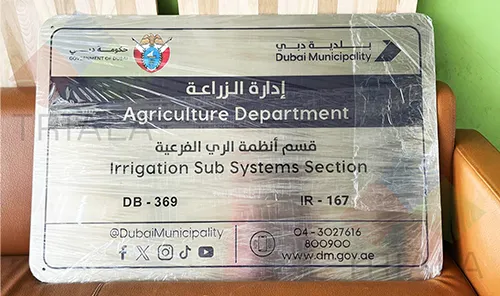 حكومة دبي
GOVERNMENT OF DUBAI
بلدية دبي
Dubai Municipality
إدارة الزراعة
Agriculture Department
قسم أنظمة الري الفرعية
Irrigation Sub Systems Section
DB - 369 IR - 167
@DubaiMunicipality
04 - 3027616
800900
www.dm.gov.ae
TRIALA